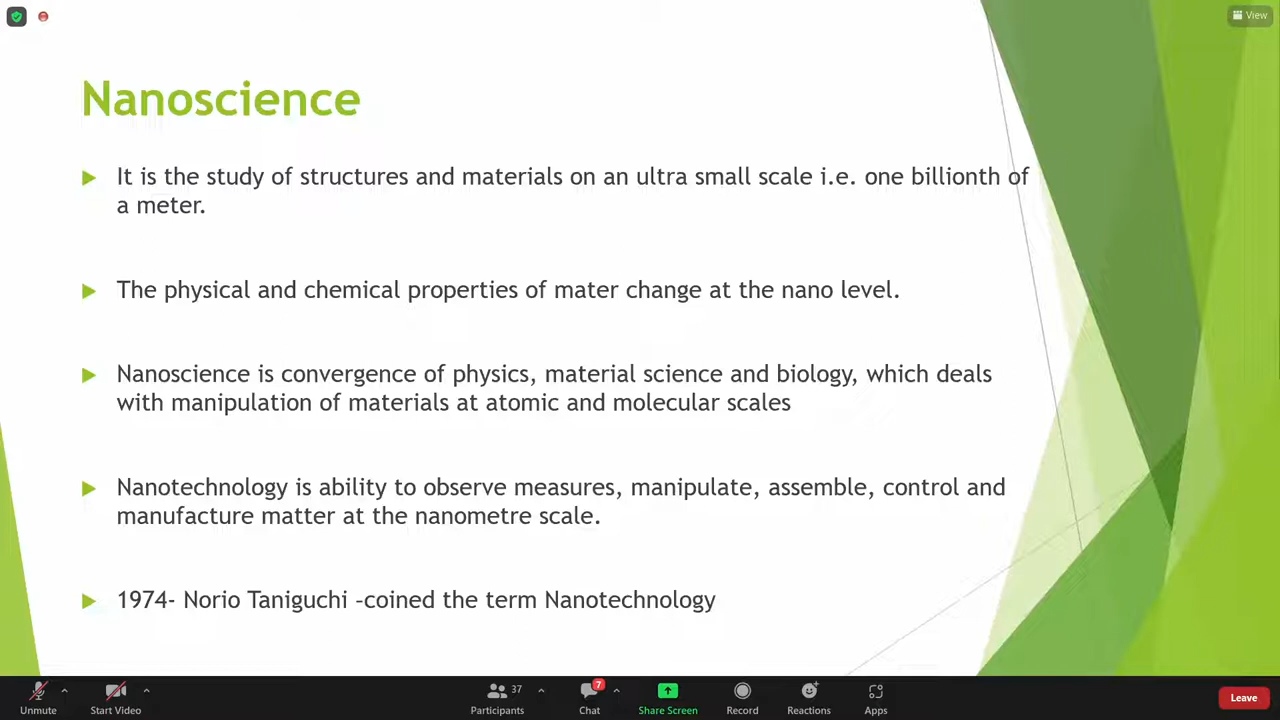 View
Nanoscience
It is the study of structures and materials on an ultra small scale i.e. one billionth of
a meter.
The physical and chemical properties of mater change at the nano level.
Nanoscience is convergence of physics, material science and biology, which deals
with manipulation of materials at atomic and molecular scales
Nanotechnology is ability to observe measures, manipulate, assemble, control and
manufacture matter at the nanometre scale.
1974- Norio Taniguchi -coined the term Nanotechnology
37
7
Unmute
Start Video
Participants
Chat
Share Screen
Record
Reactions
Apps
Leave